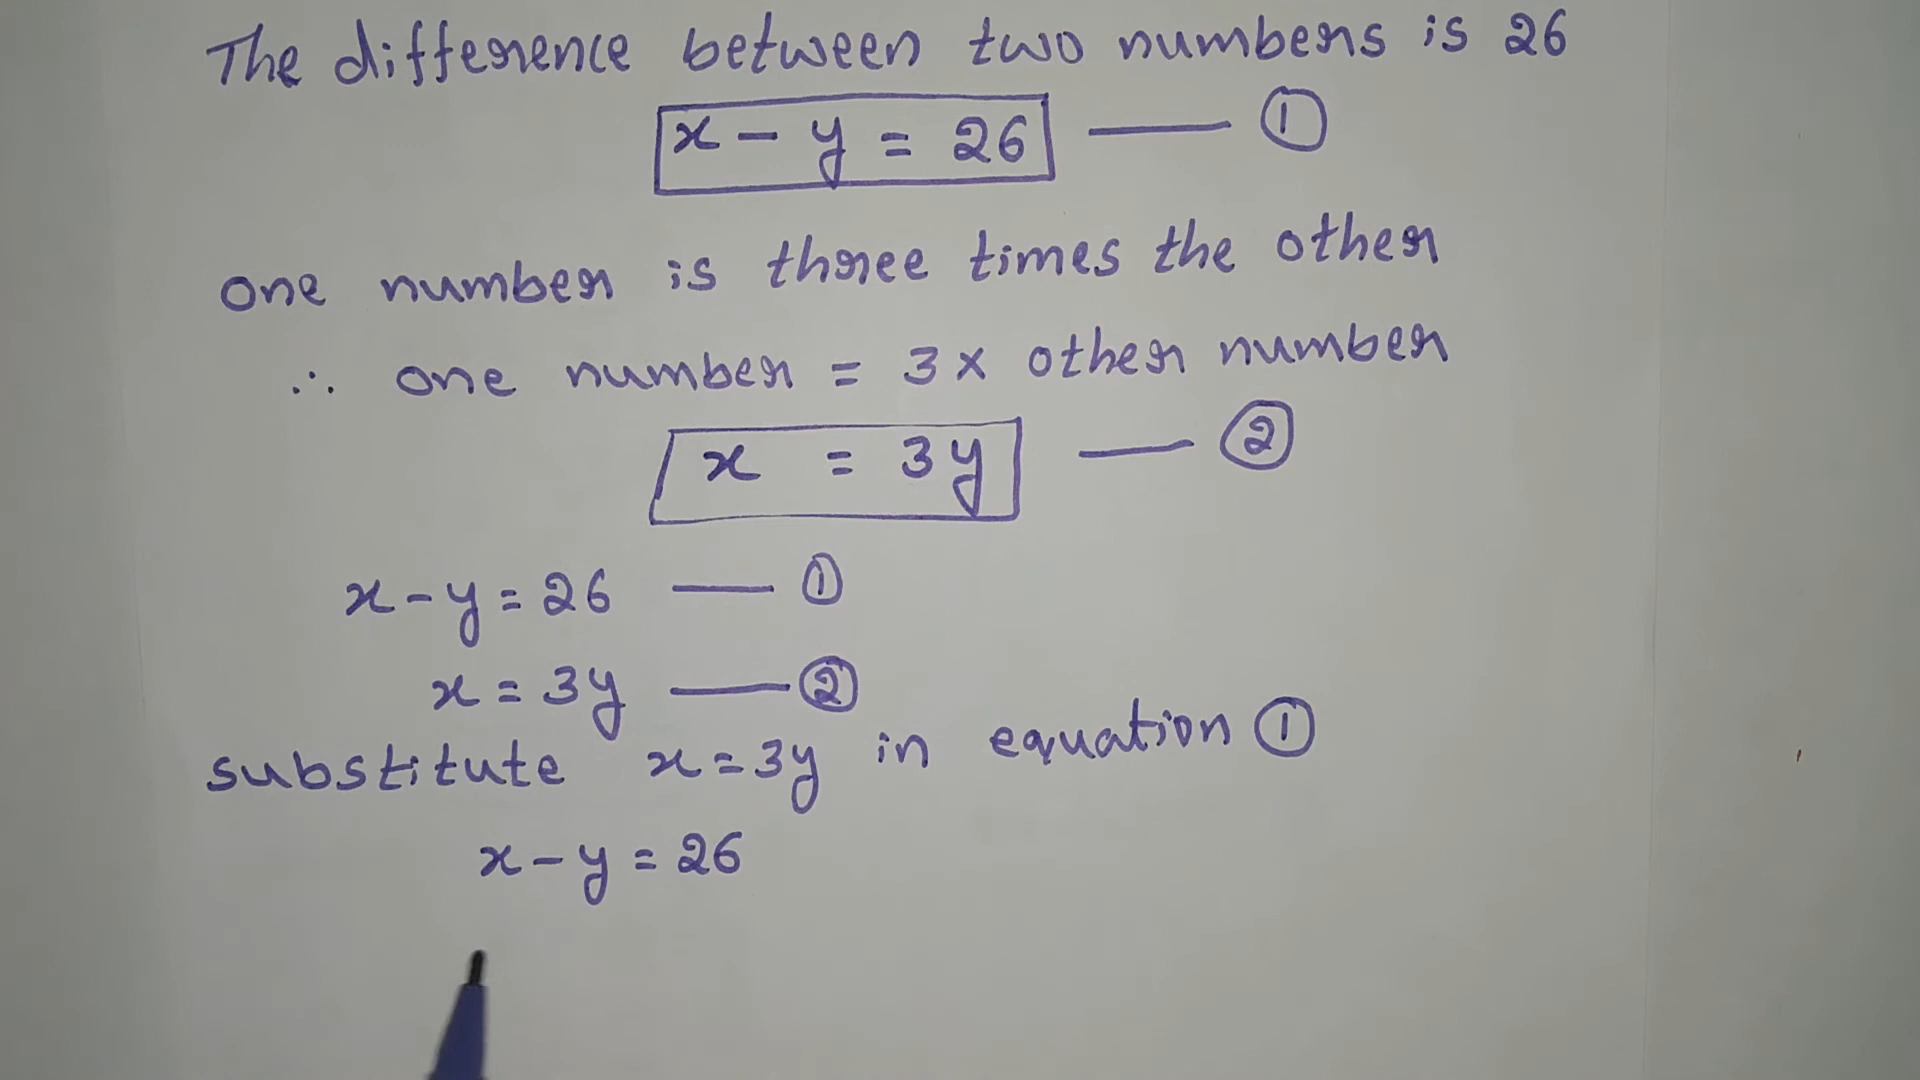 The difference between two numbers is 26
x - y = 26 —— ①
one number is three times the other
∴ one number = 3 x other number
x = 3y —— ②
x - y = 26 —— ①
x = 3y —— ②
substitute x = 3y in equation ①
x - y = 26